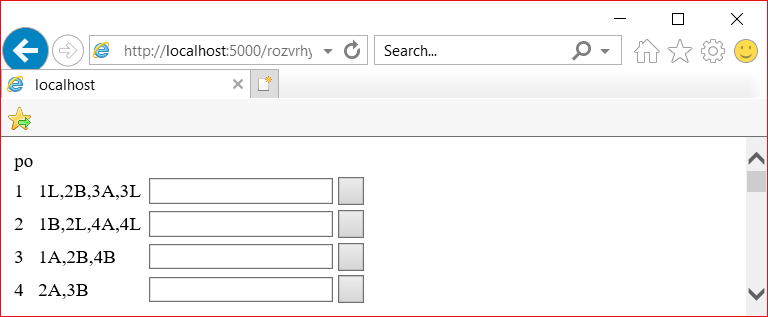 http://localhost:5000/rozvrhy
Search...
localhost
po
1 1L,2B,3A,3L
2 1B,2L,4A,4L
3 1A,2B,4B
4 2A,3B